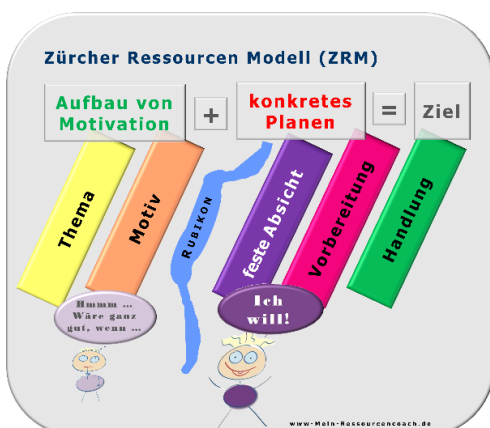 Zürcher Ressourcen Modell (ZRM)
Aufbau von
Motivation
+
konkretes
Planen
=
Ziel
Thema
Motiv
RUBIKON
feste Absicht
Vorbereitung
Handlung
Hmmm ...
Wäre ganz
gut, wenn ...
Ich
will!
www-Mein-Ressourcencoach.de